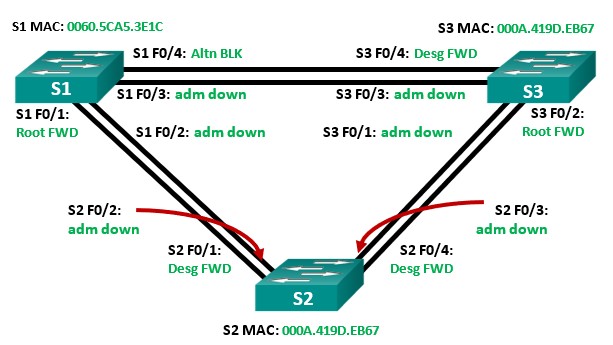 S1 MAC: 0060.5CA5.3E1C
S3 MAC: 000A.419D.EB67
S1 F0/4: Altn BLK
S3 F0/4: Desg FWD
S1
S3
S1 F0/3: adm down
S3 F0/3: adm down
S1 F0/1:
Root FWD
S1 F0/2: adm down
S3 F0/1: adm down
S3 F0/2:
Root FWD
S2 F0/2:
adm down
S2 F0/3:
adm down
S2 F0/1:
Desg FWD
S2 F0/4:
Desg FWD
S2
S2 MAC: 000A.419D.EB67